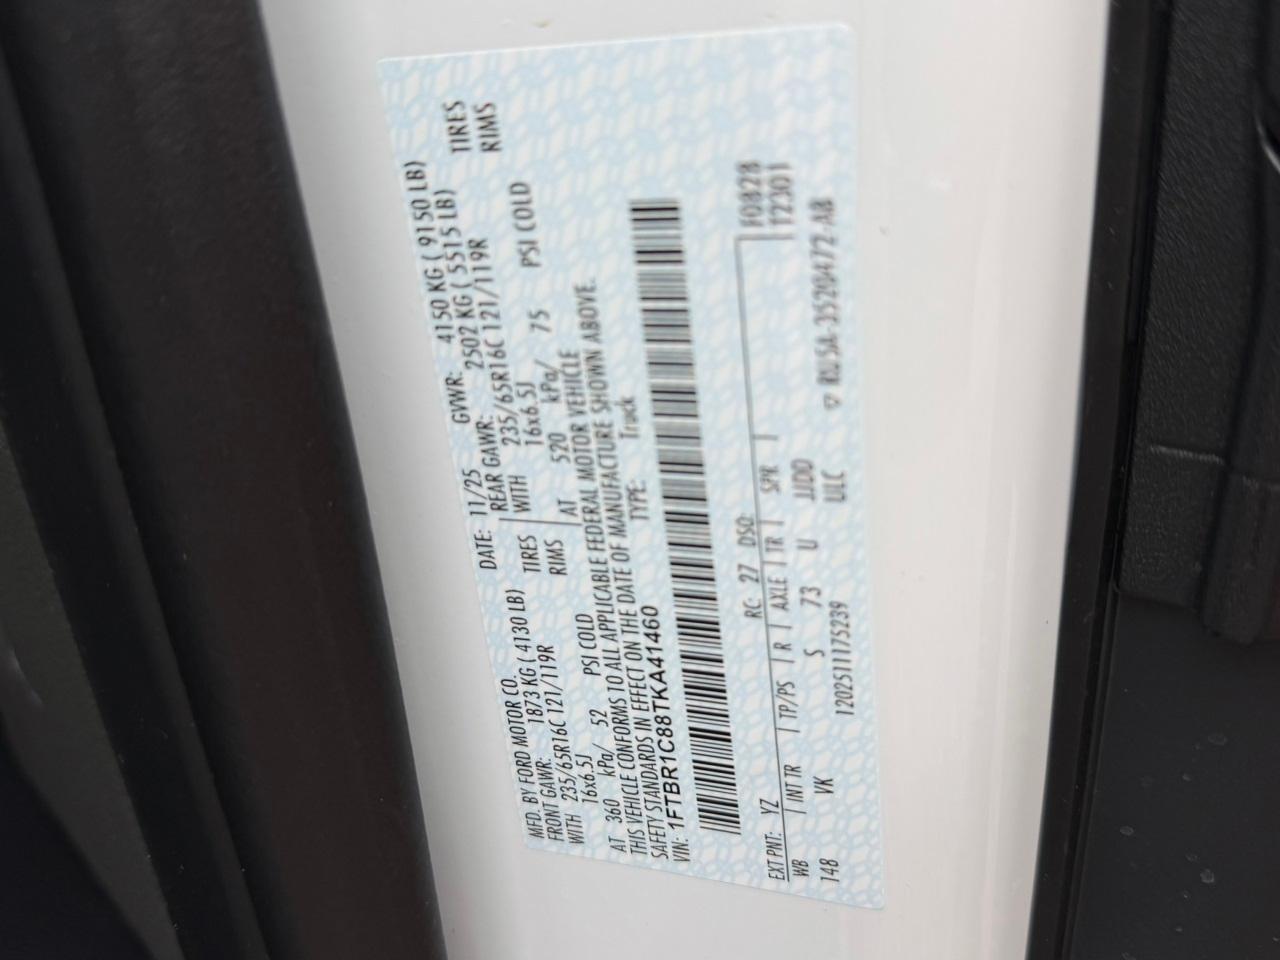 MFD. BY FORD MOTOR CO. DATE: 11/25 GVWR: 4150 KG ( 9150 LB)
FRONT GAWR: 1873 KG ( 4130 LB) REAR GAWR: 2502 KG ( 5515 LB)
WITH 235/65R16C 121/119R TIRES WITH 235/65R16C 121/119R TIRES
16x6.5J RIMS 16x6.5J RIMS
AT 360 kPa/ 52 PSI COLD AT 520 kPa/ 75 PSI COLD
THIS VEHICLE CONFORMS TO ALL APPLICABLE FEDERAL MOTOR VEHICLE
SAFETY STANDARDS IN EFFECT ON THE DATE OF MANUFACTURE SHOWN ABOVE.
VIN: 1FTBR1C88TKA41460 TYPE: Truck
EXT PNT: YZ RC: 27 DSO: F0828
WB INT TR TP/PS R AXLE TR SPR T2301
148 VK S 73 U JJDD
1202511175239 ULC ▽ RUSA-3520472-AB